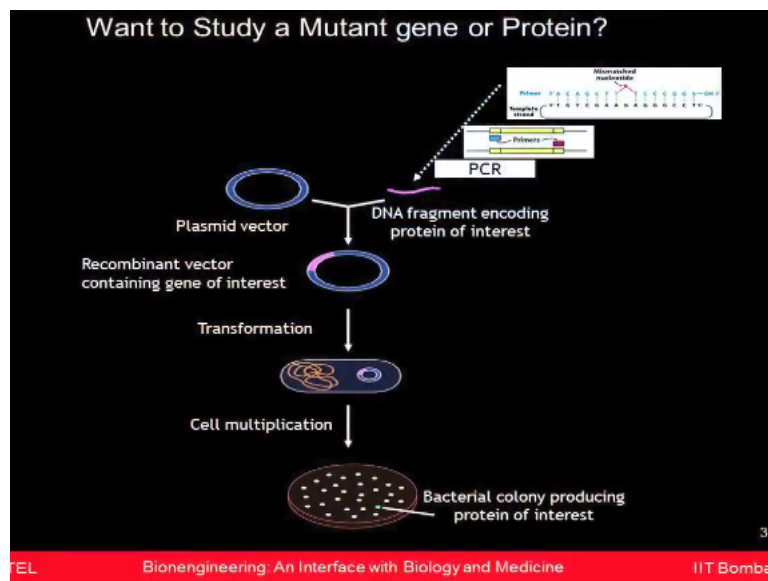 Want to Study a Mutant gene or Protein?
Mismatched
nucleotide
Primer
Template
strand
Primers
PCR
Plasmid vector
DNA fragment encoding
protein of interest
Recombinant vector
containing gene of interest
Transformation
Cell multiplication
Bacterial colony producing
protein of interest
3
TEL
Bionengineering: An Interface with Biology and Medicine
IIT Bomba